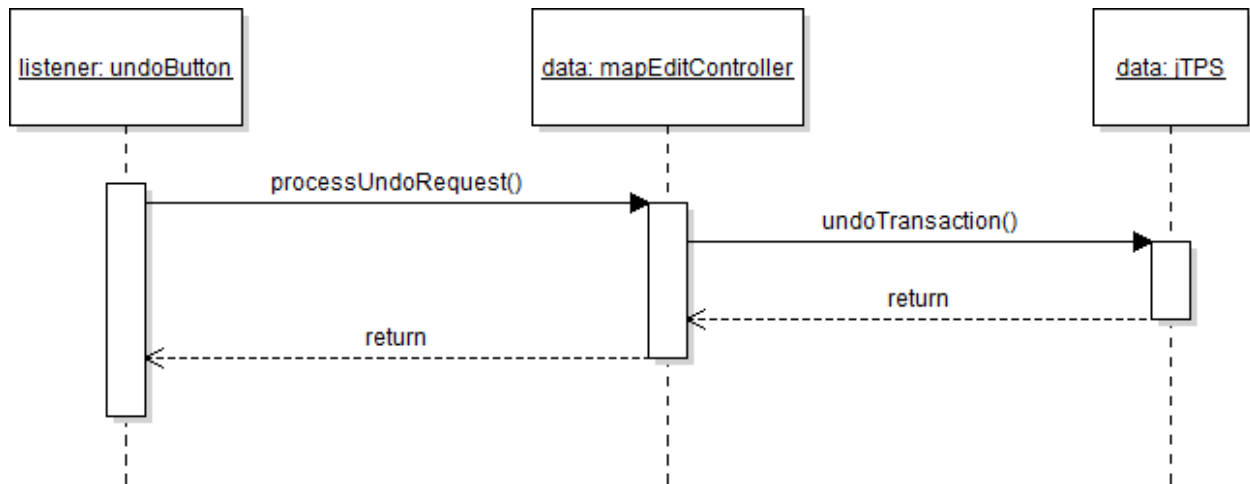 listener: undoButton
data: mapEditController
data: jTPS
processUndoRequest()
undoTransaction()
return
return